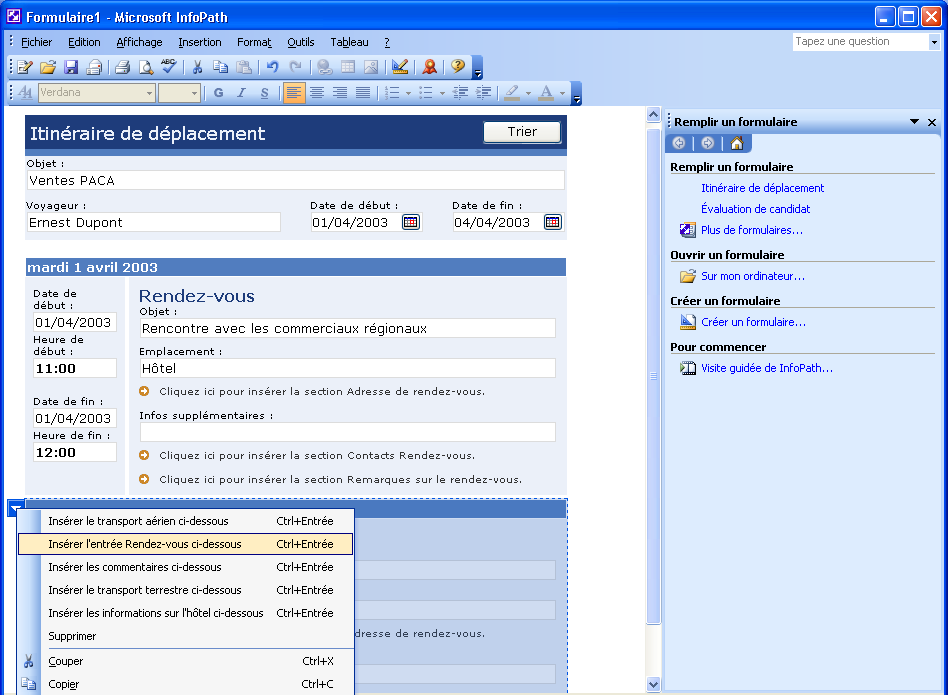 Formulaire1 - Microsoft InfoPath
Fichier Edition Affichage Insertion Format Outils Tableau ?
Tapez une question
ABC
Verdana
G I S
A
Itinéraire de déplacement
Trier
Objet :
Ventes PACA
Voyageur : Date de début : Date de fin :
Ernest Dupont 01/04/2003 04/04/2003
mardi 1 avril 2003
Date de début :
01/04/2003
Heure de début :
11:00
Date de fin :
01/04/2003
Heure de fin :
12:00
Rendez-vous
Objet :
Rencontre avec les commerciaux régionaux
Emplacement :
Hôtel
Cliquez ici pour insérer la section Adresse de rendez-vous.
Infos supplémentaires :
Cliquez ici pour insérer la section Contacts Rendez-vous.
Cliquez ici pour insérer la section Remarques sur le rendez-vous.
Insérer le transport aérien ci-dessous Ctrl+Entrée
Insérer l'entrée Rendez-vous ci-dessous Ctrl+Entrée
Insérer les commentaires ci-dessous Ctrl+Entrée
Insérer le transport terrestre ci-dessous Ctrl+Entrée
Insérer les informations sur l'hôtel ci-dessous Ctrl+Entrée
Supprimer
Couper Ctrl+X
Copier Ctrl+C
dresse de rendez-vous.
Remplir un formulaire
Remplir un formulaire
Itinéraire de déplacement
Évaluation de candidat
Plus de formulaires...
Ouvrir un formulaire
Sur mon ordinateur...
Créer un formulaire
Créer un formulaire...
Pour commencer
Visite guidée de InfoPath...